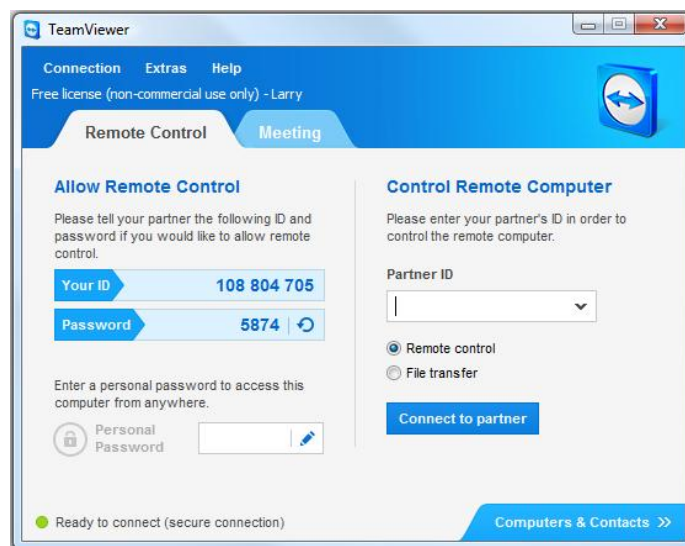 TeamViewer
Connection Extras Help
Free license (non-commercial use only) - Larry
Remote Control Meeting
Allow Remote Control
Please tell your partner the following ID and
password if you would like to allow remote
control.
Your ID 108 804 705
Password 5874
Enter a personal password to access this
computer from anywhere.
Personal
Password
Control Remote Computer
Please enter your partner's ID in order to
control the remote computer.
Partner ID
Remote control
File transfer
Connect to partner
Ready to connect (secure connection)
Computers & Contacts >>